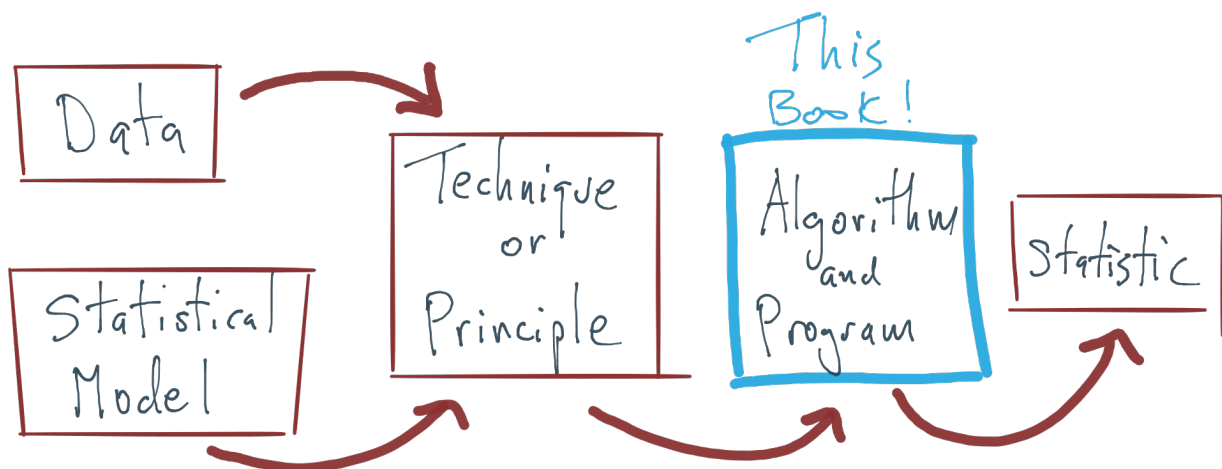 Data
Statistical
Model
Technique
or
Principle
This
Book!
Algorithm
and
Program
Statistic